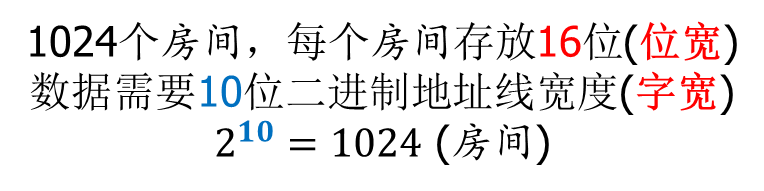 1024个房间，每个房间存放16位(位宽)
数据需要10位二进制地址线宽度(字宽)
2¹⁰ = 1024 (房间)